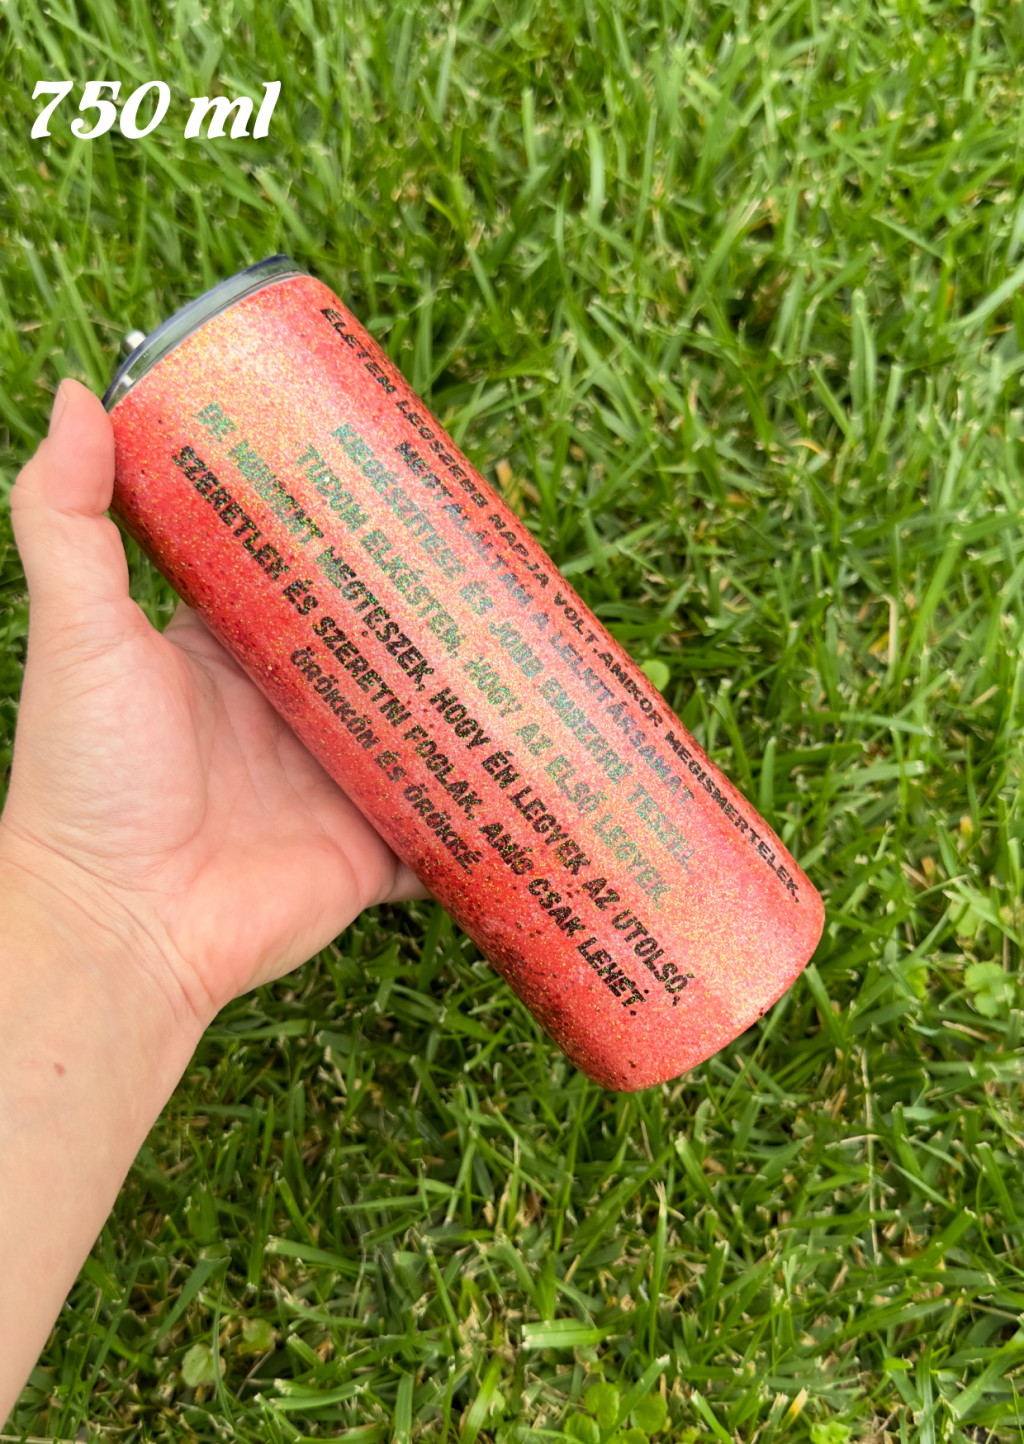 750 ml
ÉLETEM LEGSZEBB NAPJA VOLT, AMIKOR MEGISMERTELEK.
MEGTALÁLTAM A LELKITÁRSAMAT,
KIEGÉSZÍTESZ ÉS JOBB EMBERRÉ TESZEL.
TUDOM ELKÉSTEM, HOGY AZ ELSŐ LEGYEK,
DE MINDENT MEGTESZEK, HOGY ÉN LEGYEK AZ UTOLSÓ,
SZERETLEK ÉS SZERETNI FOGLAK, AMÍG CSAK LEHET.
ÖRÖKKÖN ÉS ÖRÖKKÉ